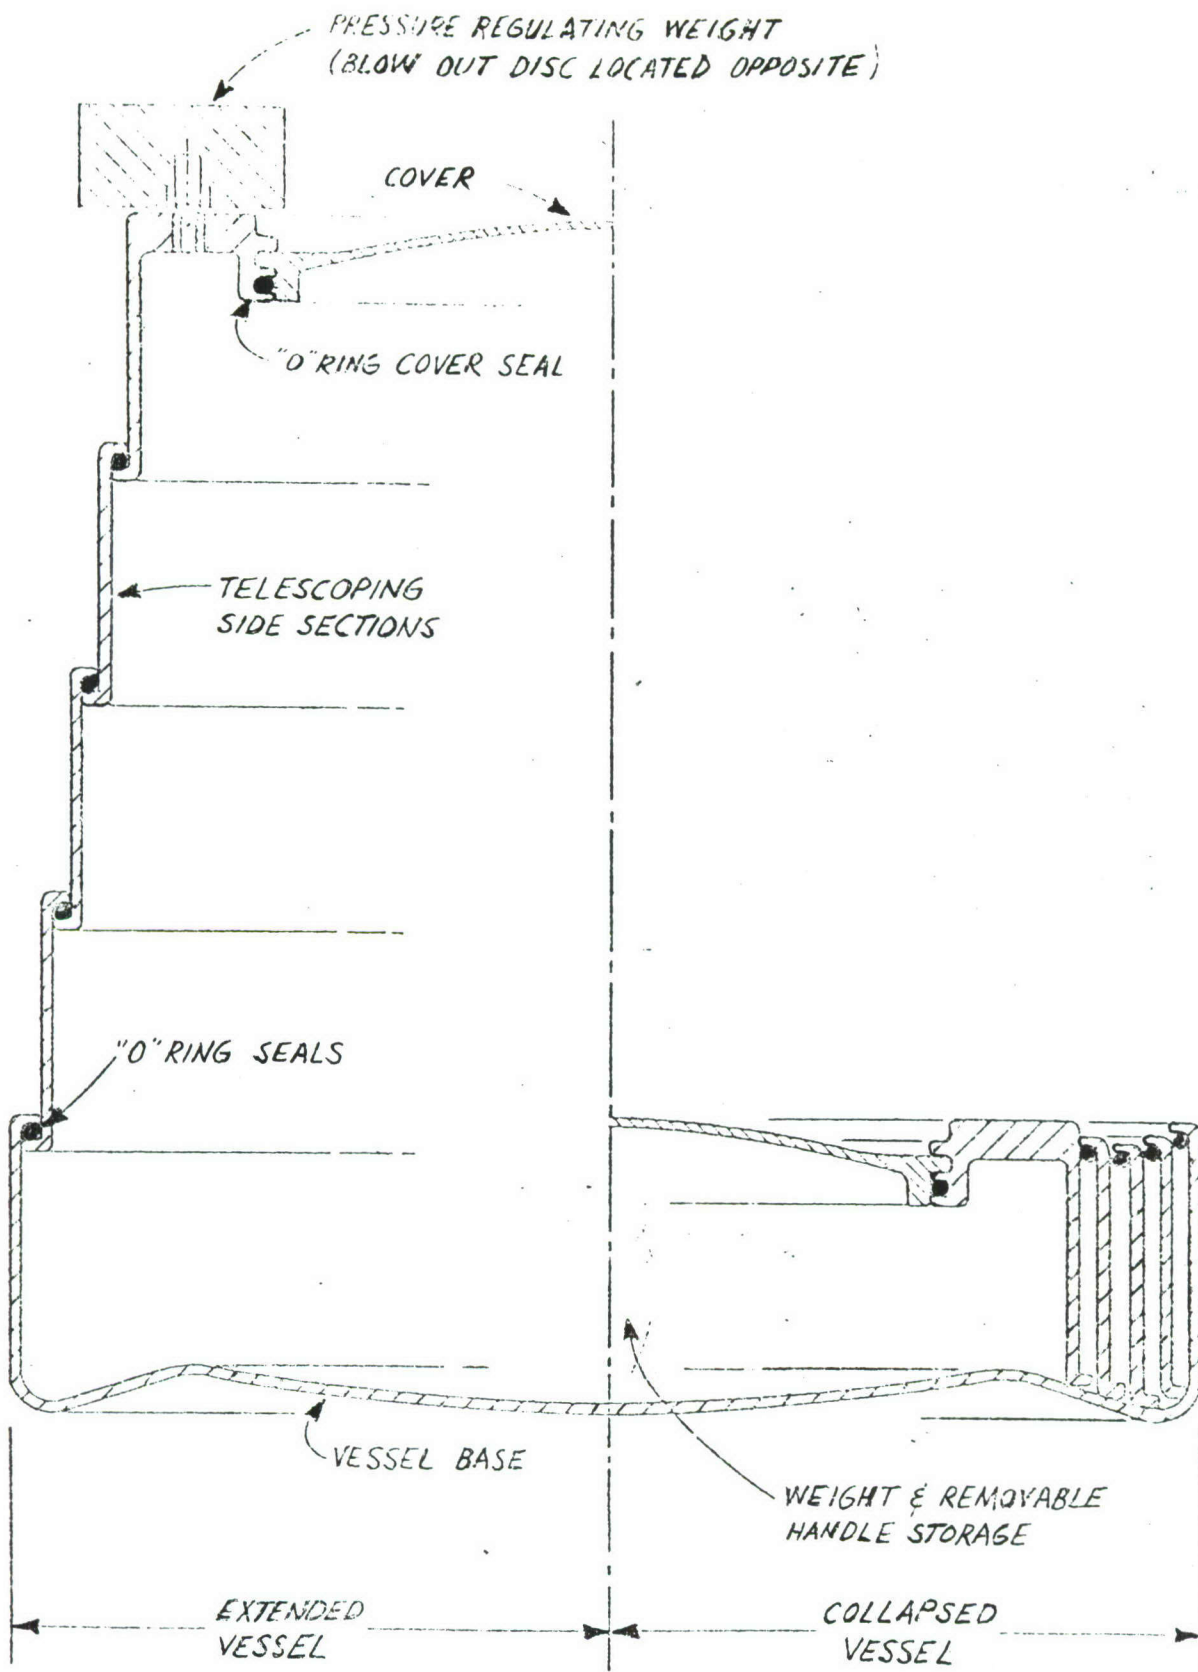 PRESSURE REGULATING WEIGHT
(BLOW OUT DISC LOCATED OPPOSITE)
COVER
"O" RING COVER SEAL
TELESCOPING
SIDE SECTIONS
"O" RING SEALS
VESSEL BASE
WEIGHT & REMOVABLE
HANDLE STORAGE
EXTENDED
VESSEL
COLLAPSED
VESSEL